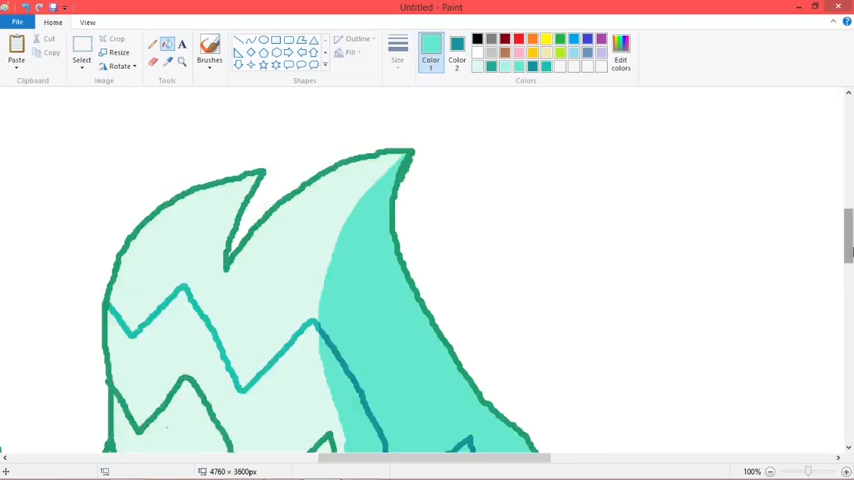 Untitled - Paint
File Home View
Paste
Cut
Copy
Clipboard
Select
Crop
Resize
Rotate
Image
A
Tools
Brushes
Outline
Fill
Shapes
Size
Color 1
Color 2
Edit colors
Colors
4760 × 3600px
100%